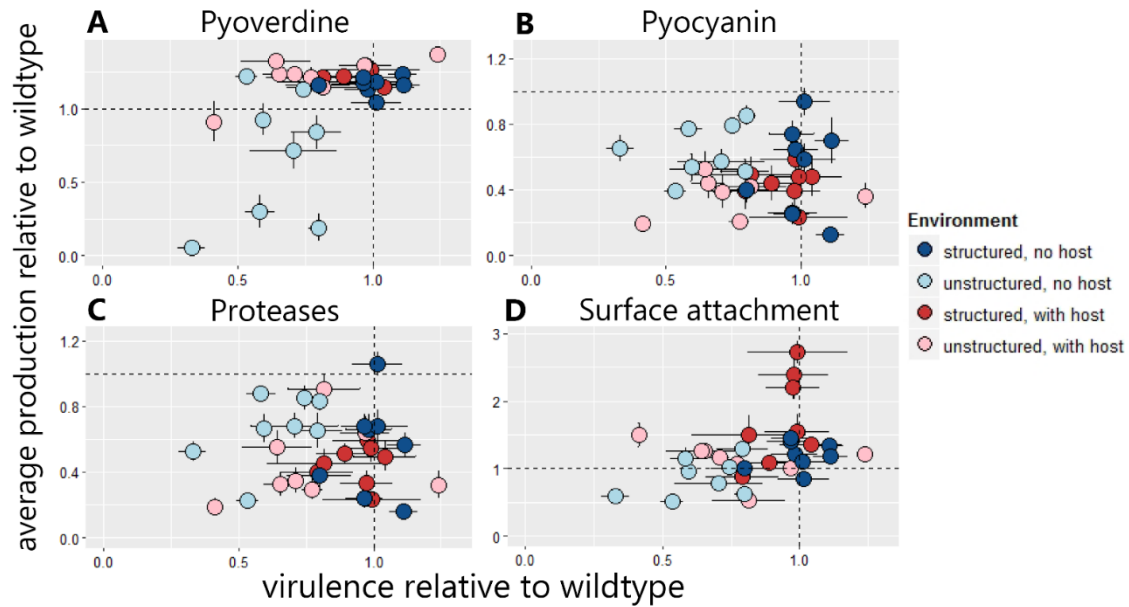 A Pyoverdine
B Pyocyanin
1.0
0.5
0.0
0.0 0.5 1.0
1.2
0.8
0.4
0.0
0.0 0.5 1.0
C Proteases
D Surface attachment
1.2
0.8
0.4
0.0
0.0 0.5 1.0
3
2
1
0
0.0 0.5 1.0
average production relative to wildtype
virulence relative to wildtype
Environment
structured, no host
unstructured, no host
structured, with host
unstructured, with host